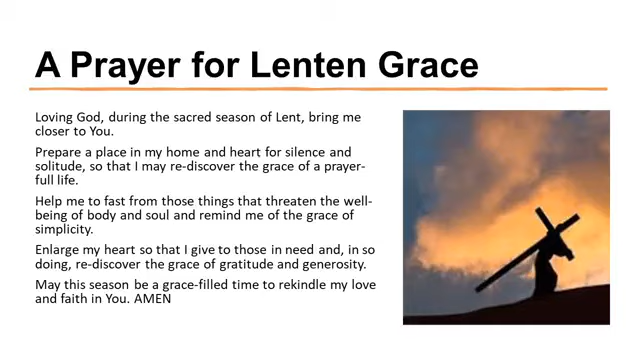 A Prayer for Lenten Grace
Loving God, during the sacred season of Lent, bring me
closer to You.
Prepare a place in my home and heart for silence and
solitude, so that I may re-discover the grace of a prayer-
full life.
Help me to fast from those things that threaten the well-
being of body and soul and remind me of the grace of
simplicity.
Enlarge my heart so that I give to those in need and, in so
doing, re-discover the grace of gratitude and generosity.
May this season be a grace-filled time to rekindle my love
and faith in You. AMEN